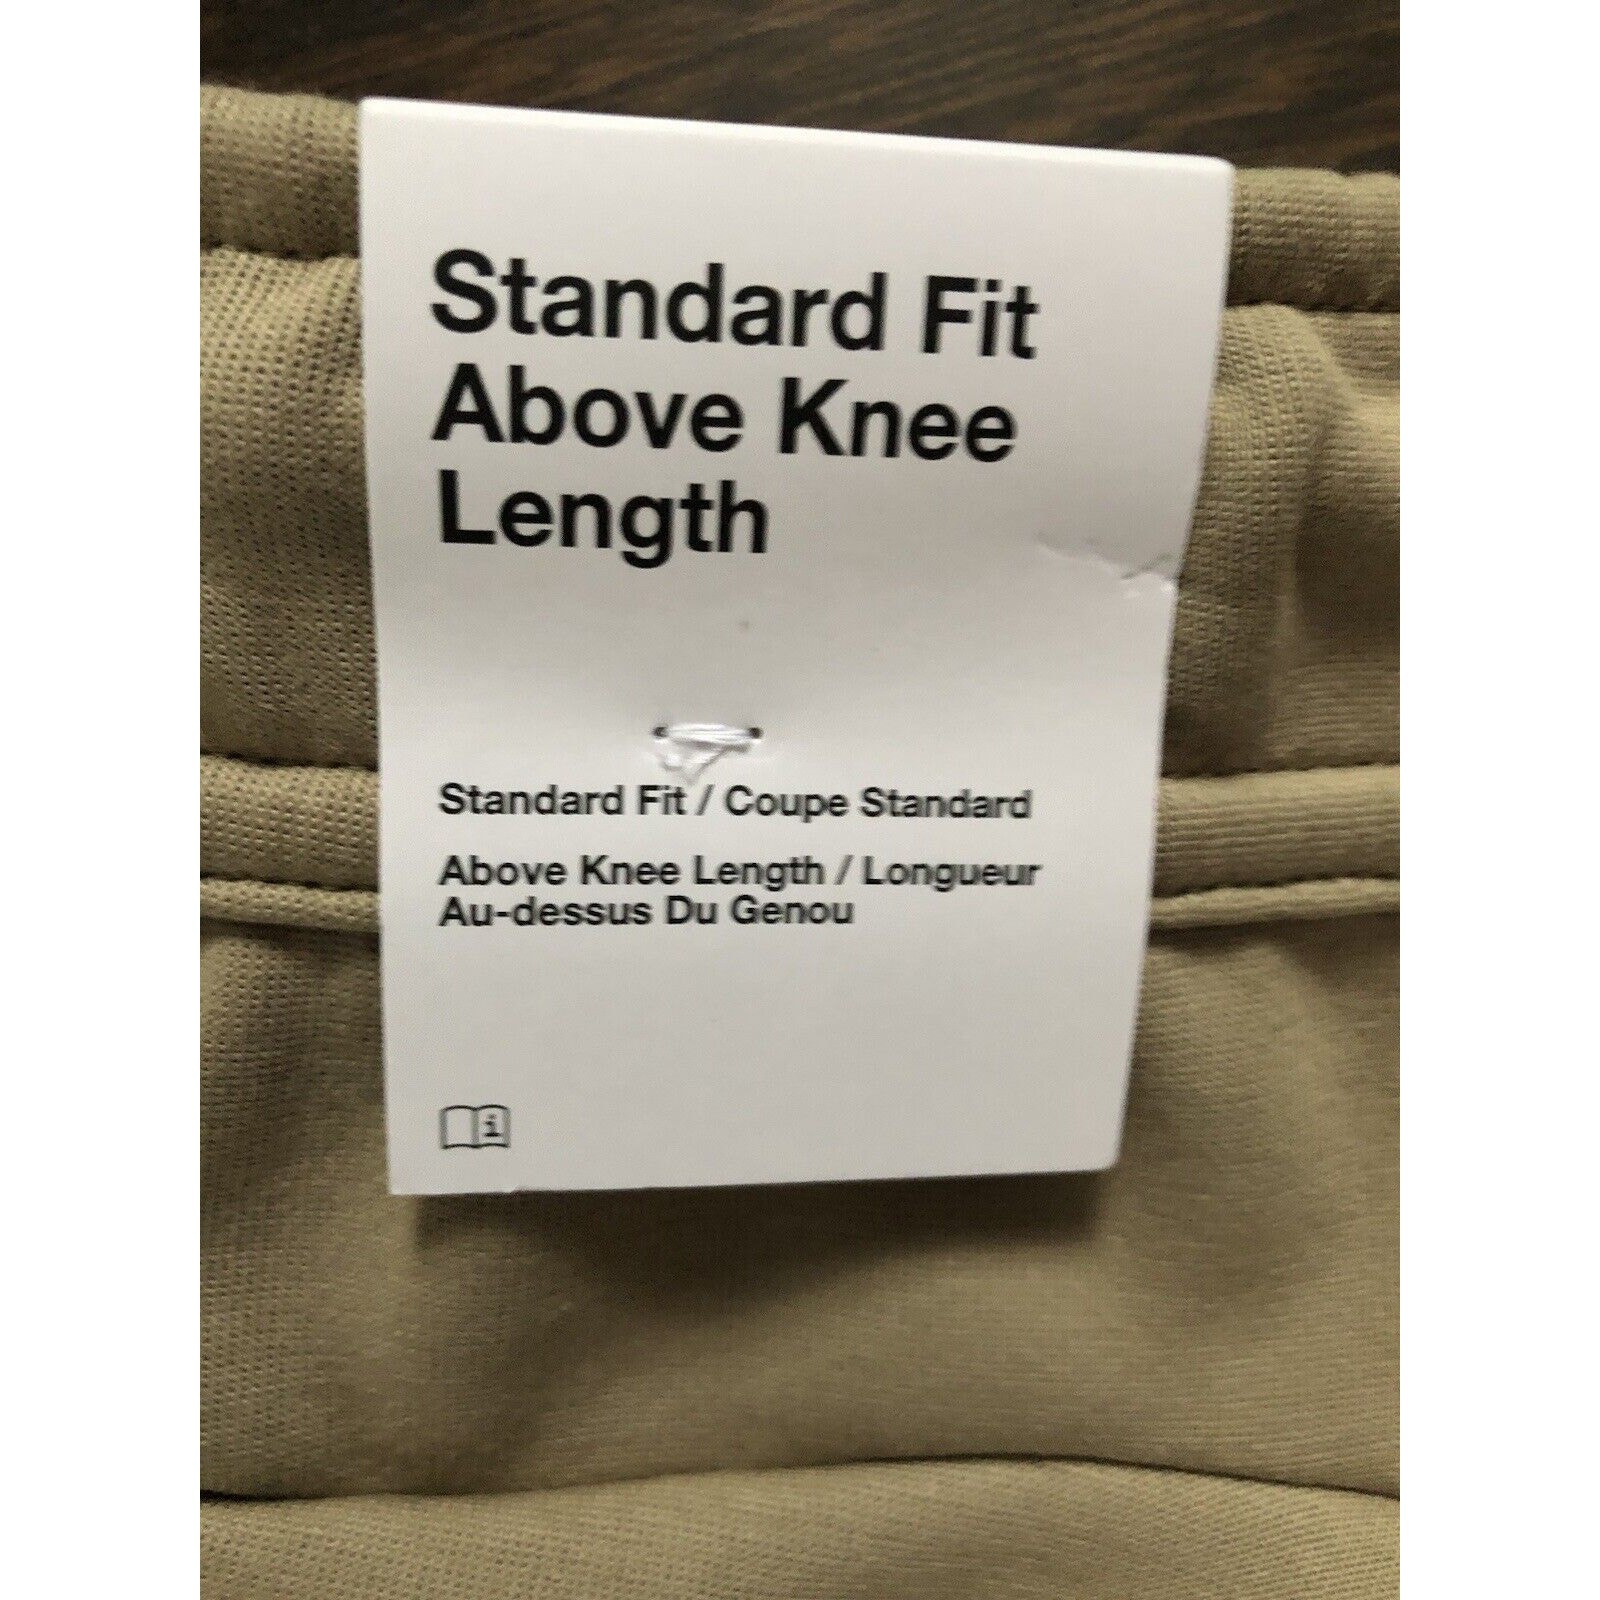 Standard Fit
Above Knee
Length
Standard Fit / Coupe Standard
Above Knee Length / Longueur
Au-dessus Du Genou
i